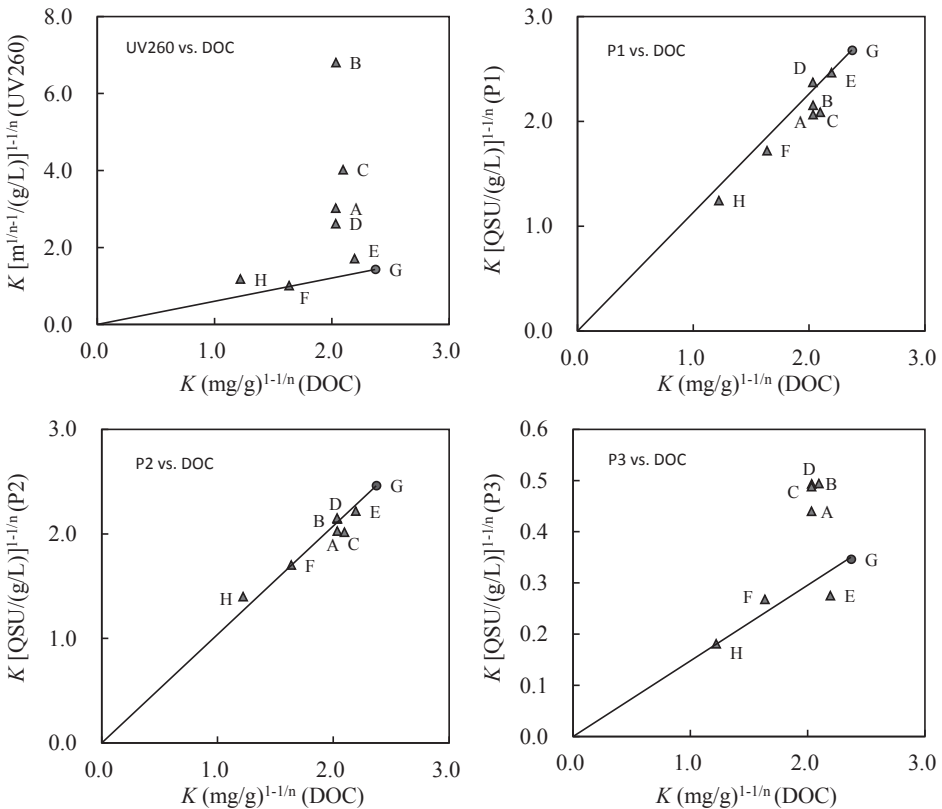 UV260 vs. DOC
K [m^1/n-1/(g/L)]^1-1/n (UV260)
8.0
6.0
4.0
2.0
0.0
B
C
A
D
E
G
H
F
0.0 1.0 2.0 3.0
K (mg/g)^1-1/n (DOC)
P1 vs. DOC
K [QSU/(g/L)]^1-1/n (P1)
3.0
2.0
1.0
0.0
G
D
E
B
A
C
F
H
0.0 1.0 2.0 3.0
K (mg/g)^1-1/n (DOC)
P2 vs. DOC
K [QSU/(g/L)]^1-1/n (P2)
3.0
2.0
1.0
0.0
G
D
B
E
A
C
F
H
0.0 1.0 2.0 3.0
K (mg/g)^1-1/n (DOC)
P3 vs. DOC
K [QSU/(g/L)]^1-1/n (P3)
0.6
0.5
0.4
0.3
0.2
0.1
0.0
D
C
B
A
G
F
E
H
0.0 1.0 2.0 3.0
K (mg/g)^1-1/n (DOC)